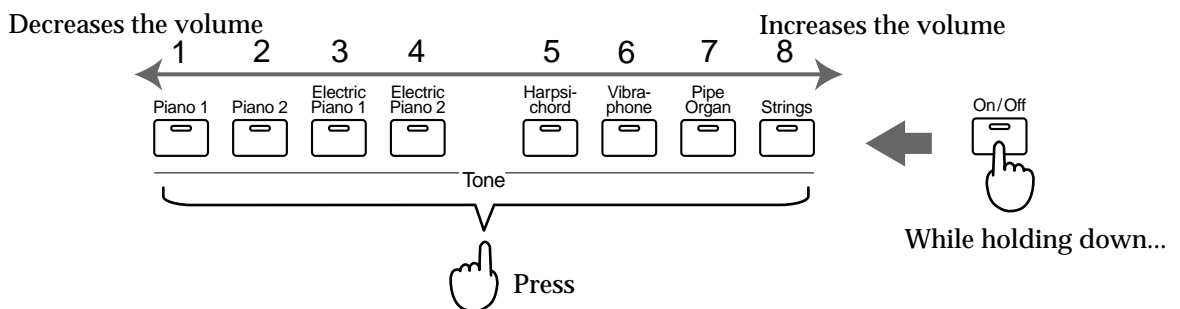 Decreases the volume
Increases the volume
1 2 3 4 5 6 7 8
Piano 1
Piano 2
Electric
Piano 1
Electric
Piano 2
Harpsi-
chord
Vibra-
phone
Pipe
Organ
Strings
On/Off
Tone
While holding down...
Press